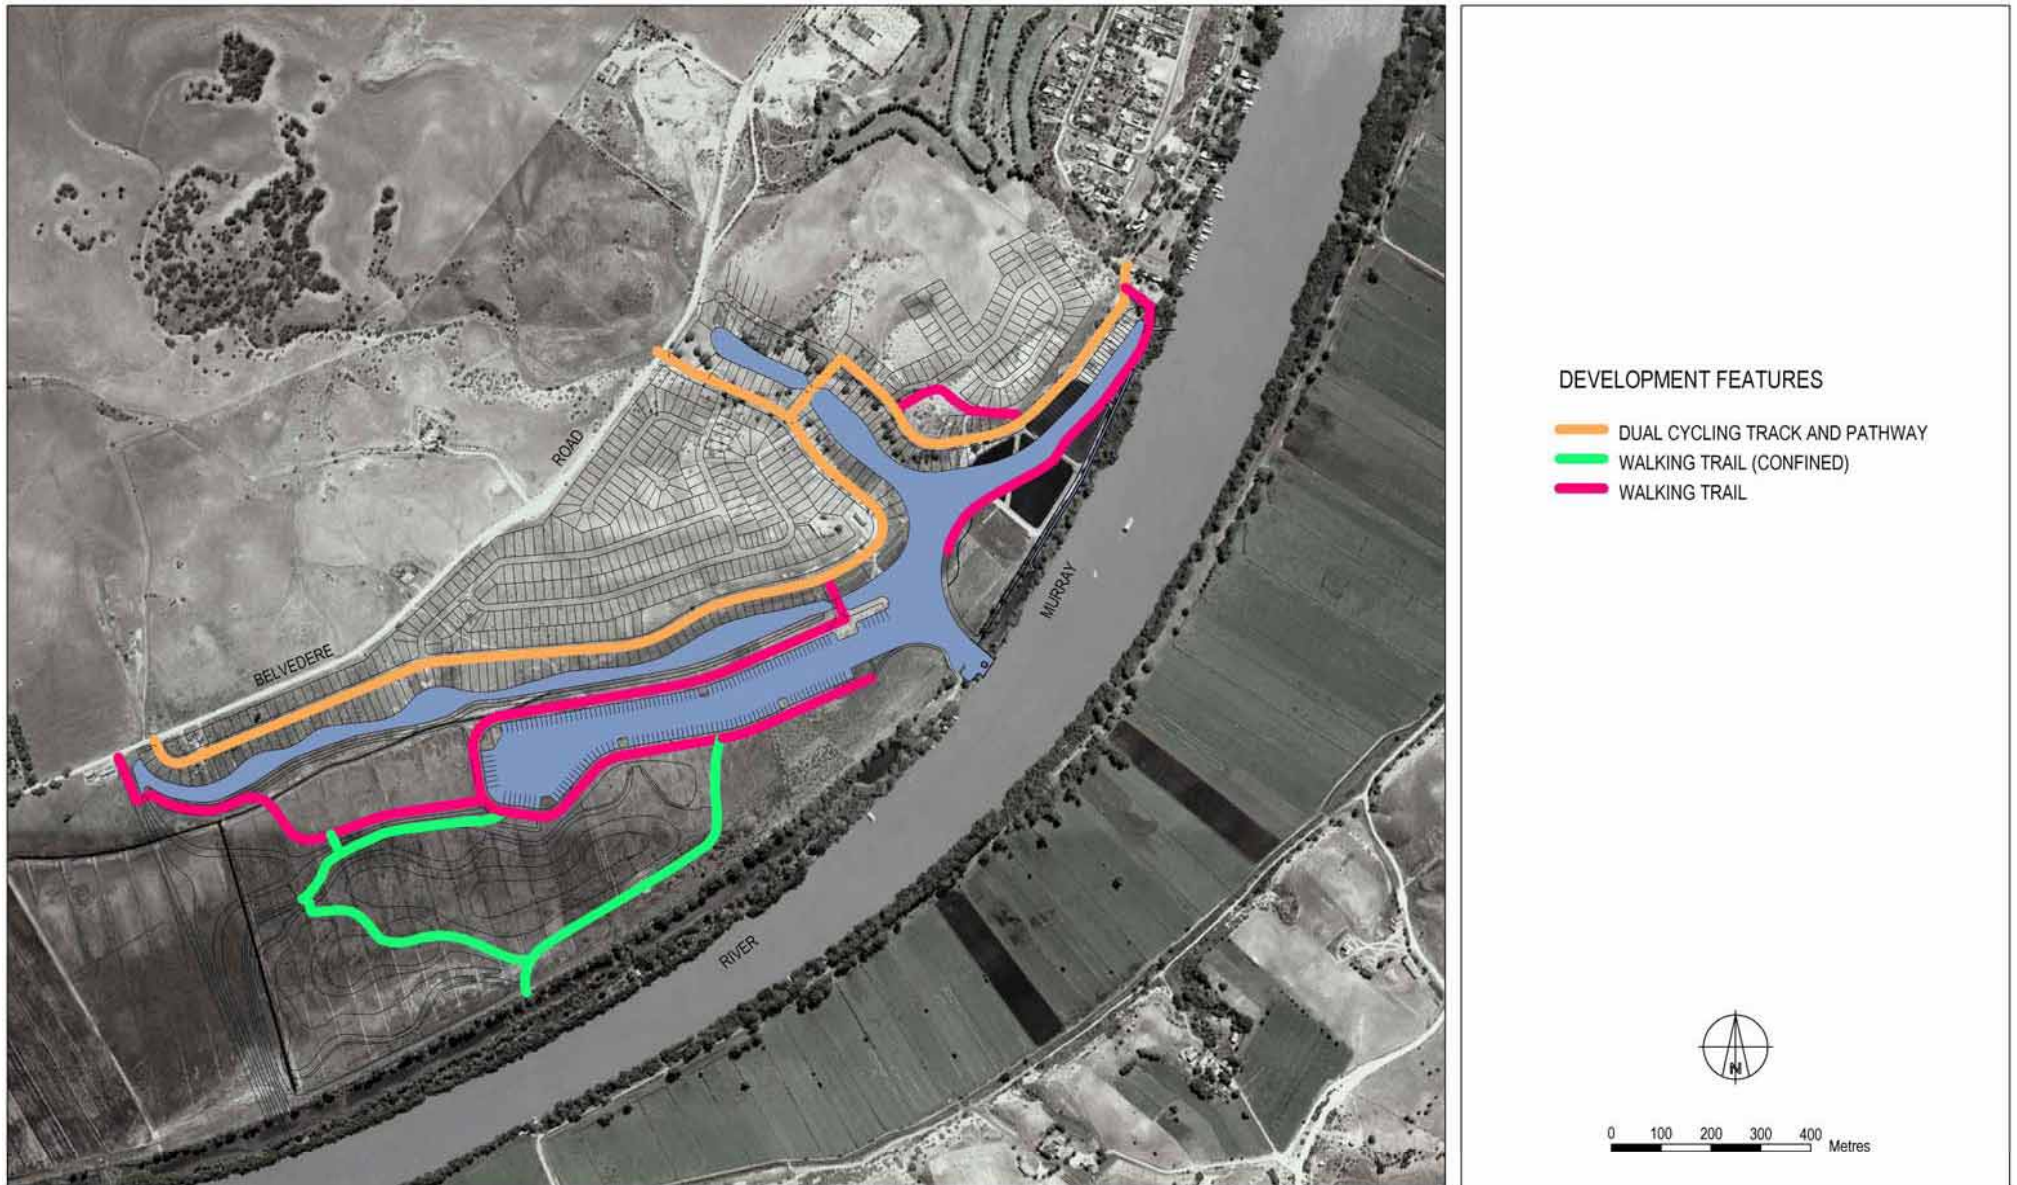 ROAD
BELVEDERE
MURRAY
RIVER
DEVELOPMENT FEATURES
DUAL CYCLING TRACK AND PATHWAY
WALKING TRAIL (CONFINED)
WALKING TRAIL
N
0 100 200 300 400 Metres